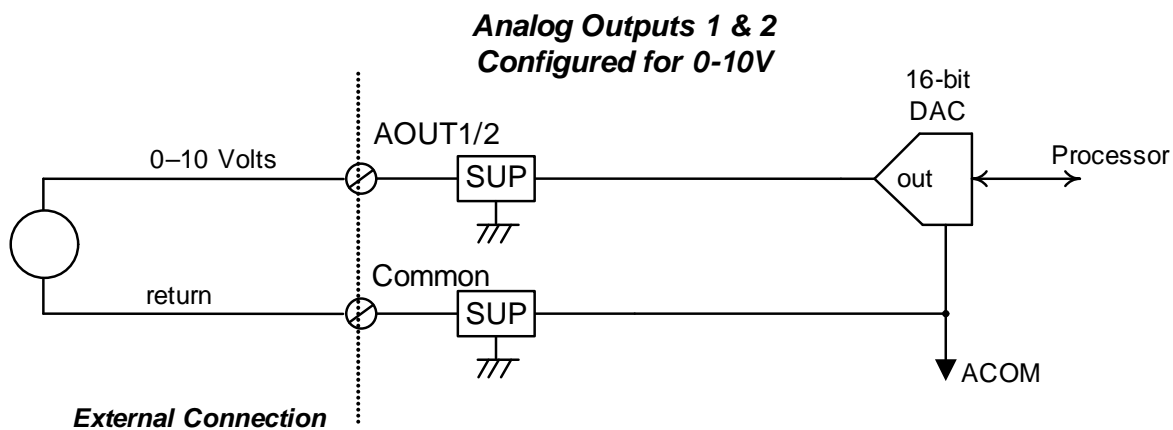 Analog Outputs 1 & 2
Configured for 0-10V
16-bit
DAC
AOUT1/2
0–10 Volts
SUP
out
Processor
Common
return
SUP
ACOM
External Connection